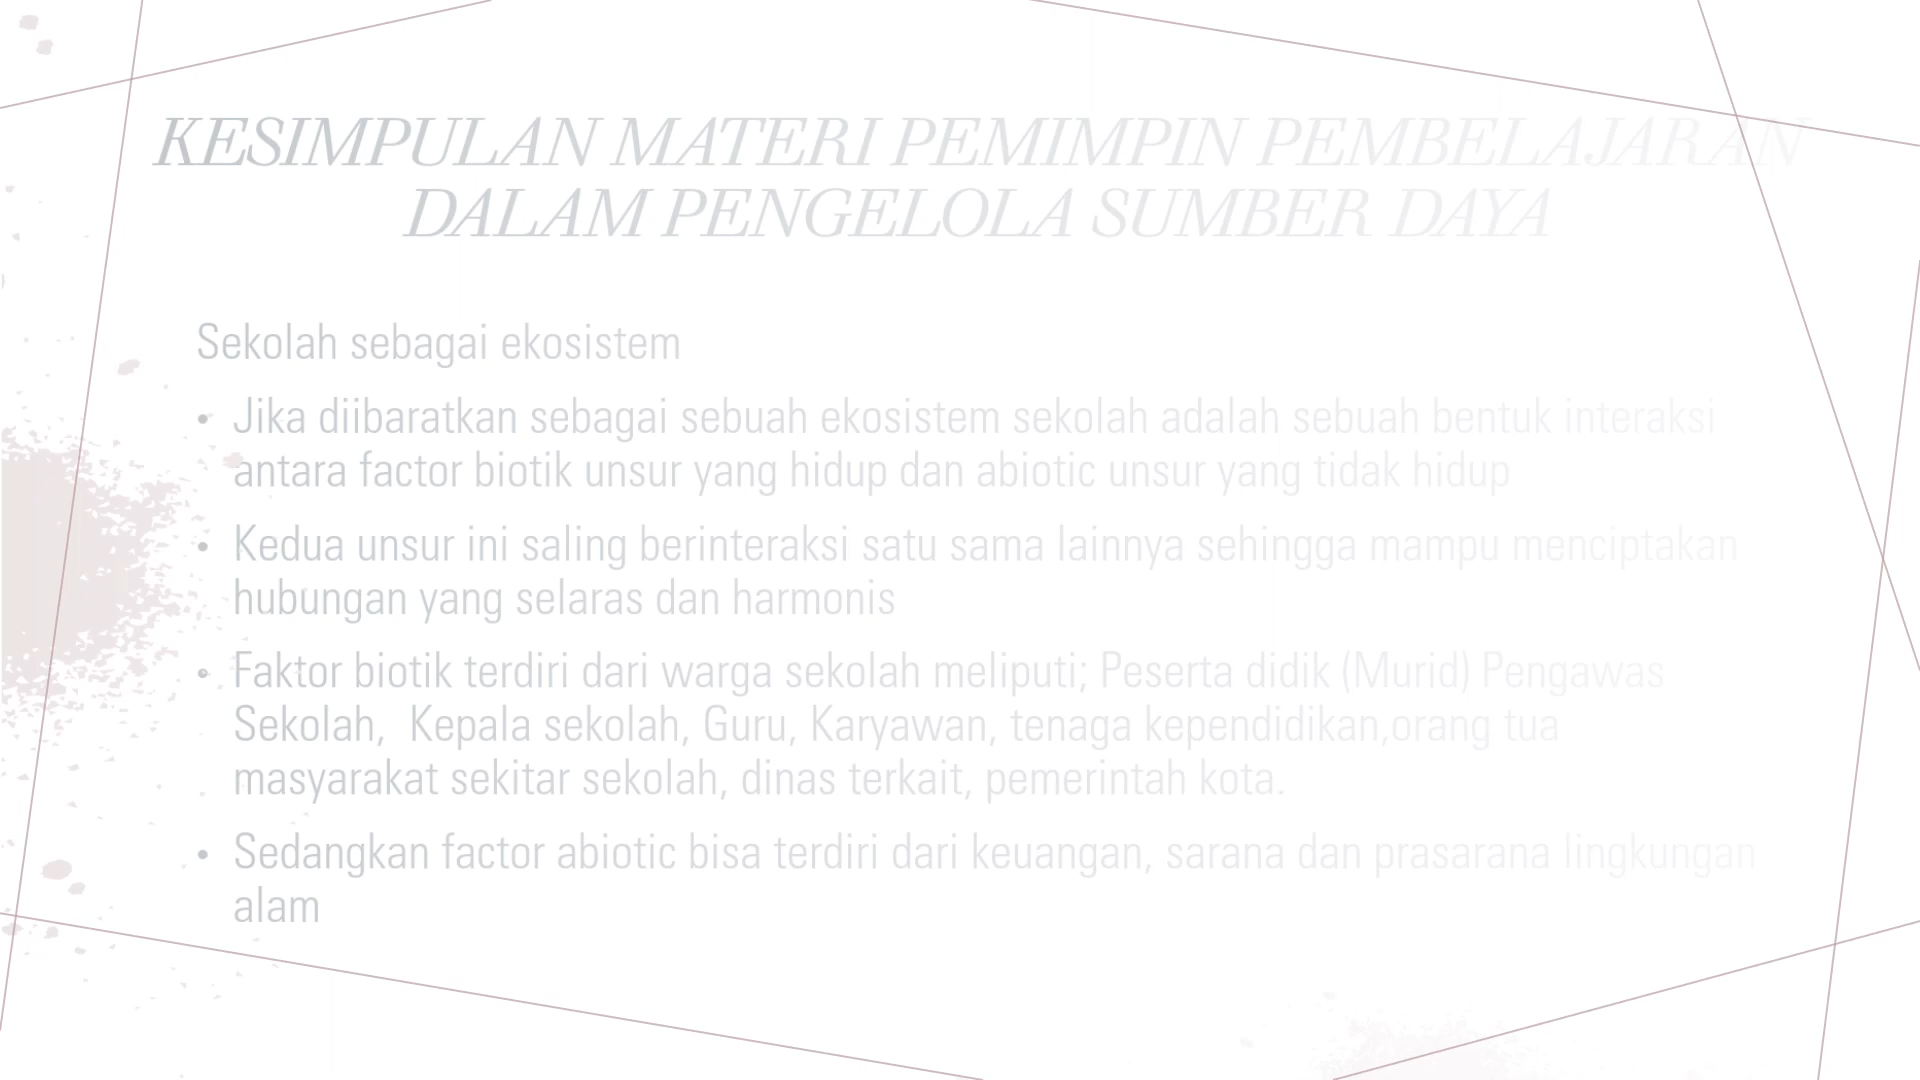 KESIMPULAN MATERI PEMIMPIN PEMBELAJARAN
DALAM PENGELOLA SUMBER DAYA
Sekolah sebagai ekosistem
• Jika diibaratkan sebagai sebuah ekosistem sekolah adalah sebuah bentuk interaksi
antara factor biotik unsur yang hidup dan abiotic unsur yang tidak hidup
• Kedua unsur ini saling berinteraksi satu sama lainnya sehingga mampu menciptakan
hubungan yang selaras dan harmonis
• Faktor biotik terdiri dari warga sekolah meliputi; Peserta didik (Murid) Pengawas
Sekolah,  Kepala sekolah, Guru, Karyawan, tenaga kependidikan,orang tua
masyarakat sekitar sekolah, dinas terkait, pemerintah kota.
• Sedangkan factor abiotic bisa terdiri dari keuangan, sarana dan prasarana lingkungan
alam